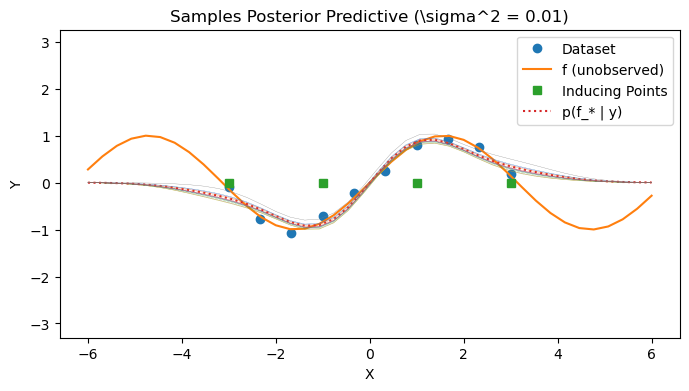 Samples Posterior Predictive (\sigma^2 = 0.01)
Dataset
f (unobserved)
Inducing Points
p(f_* | y)
3
2
1
0
−1
−2
−3
Y
−6
−4
−2
0
2
4
6
X